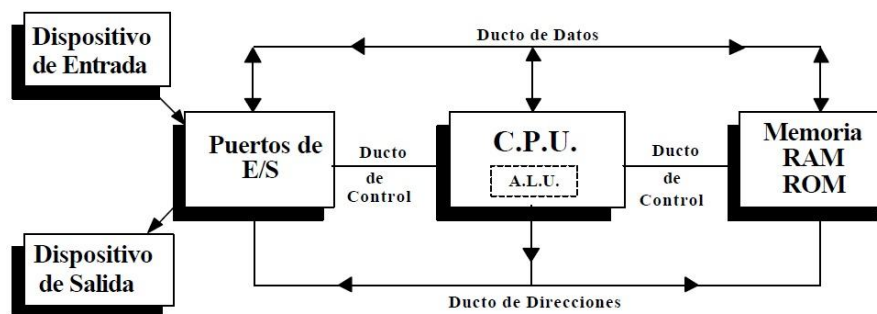 Dispositivo
de Entrada
Ducto de Datos
Puertos de
E/S
Ducto
de
Control
C.P.U.
A.L.U.
Ducto
de
Control
Memoria
RAM
ROM
Dispositivo
de Salida
Ducto de Direcciones